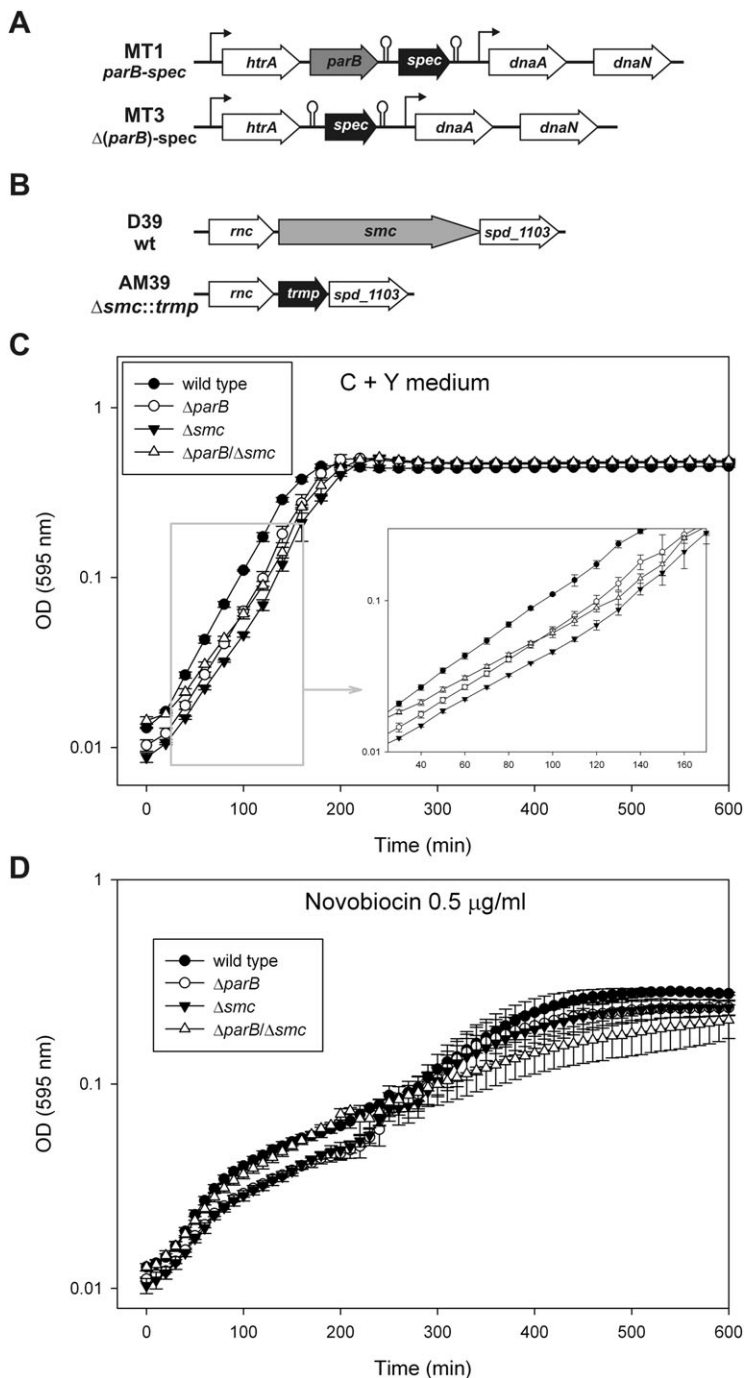 A
MT1
parB-spec
htrA parB spec dnaA dnaN
MT3
Δ(parB)-spec
htrA spec dnaA dnaN
B
D39
wt
rnc smc spd_1103
AM39
Δsmc::trmp
rnc trmp spd_1103
C
C + Y medium
wild type
ΔparB
Δsmc
ΔparB/Δsmc
OD (595 nm)
1
0.1
0.01
0.1
0.01
40 60 80 100 120 140 160
0 100 200 300 400 500 600
Time (min)
D
Novobiocin 0.5 μg/ml
wild type
ΔparB
Δsmc
ΔparB/Δsmc
OD (595 nm)
1
0.1
0.01
0 100 200 300 400 500 600
Time (min)